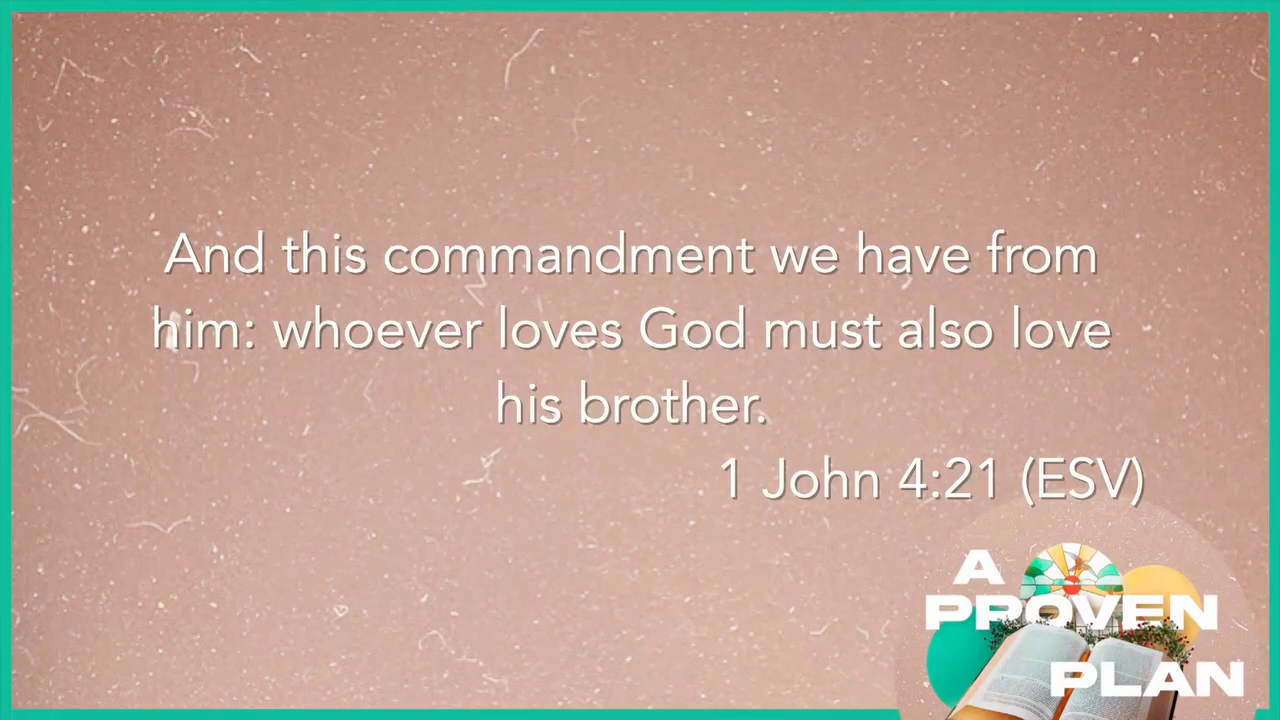 And this commandment we have from
him: whoever loves God must also love
his brother.
1 John 4:21 (ESV)
A
PROVEN
PLAN